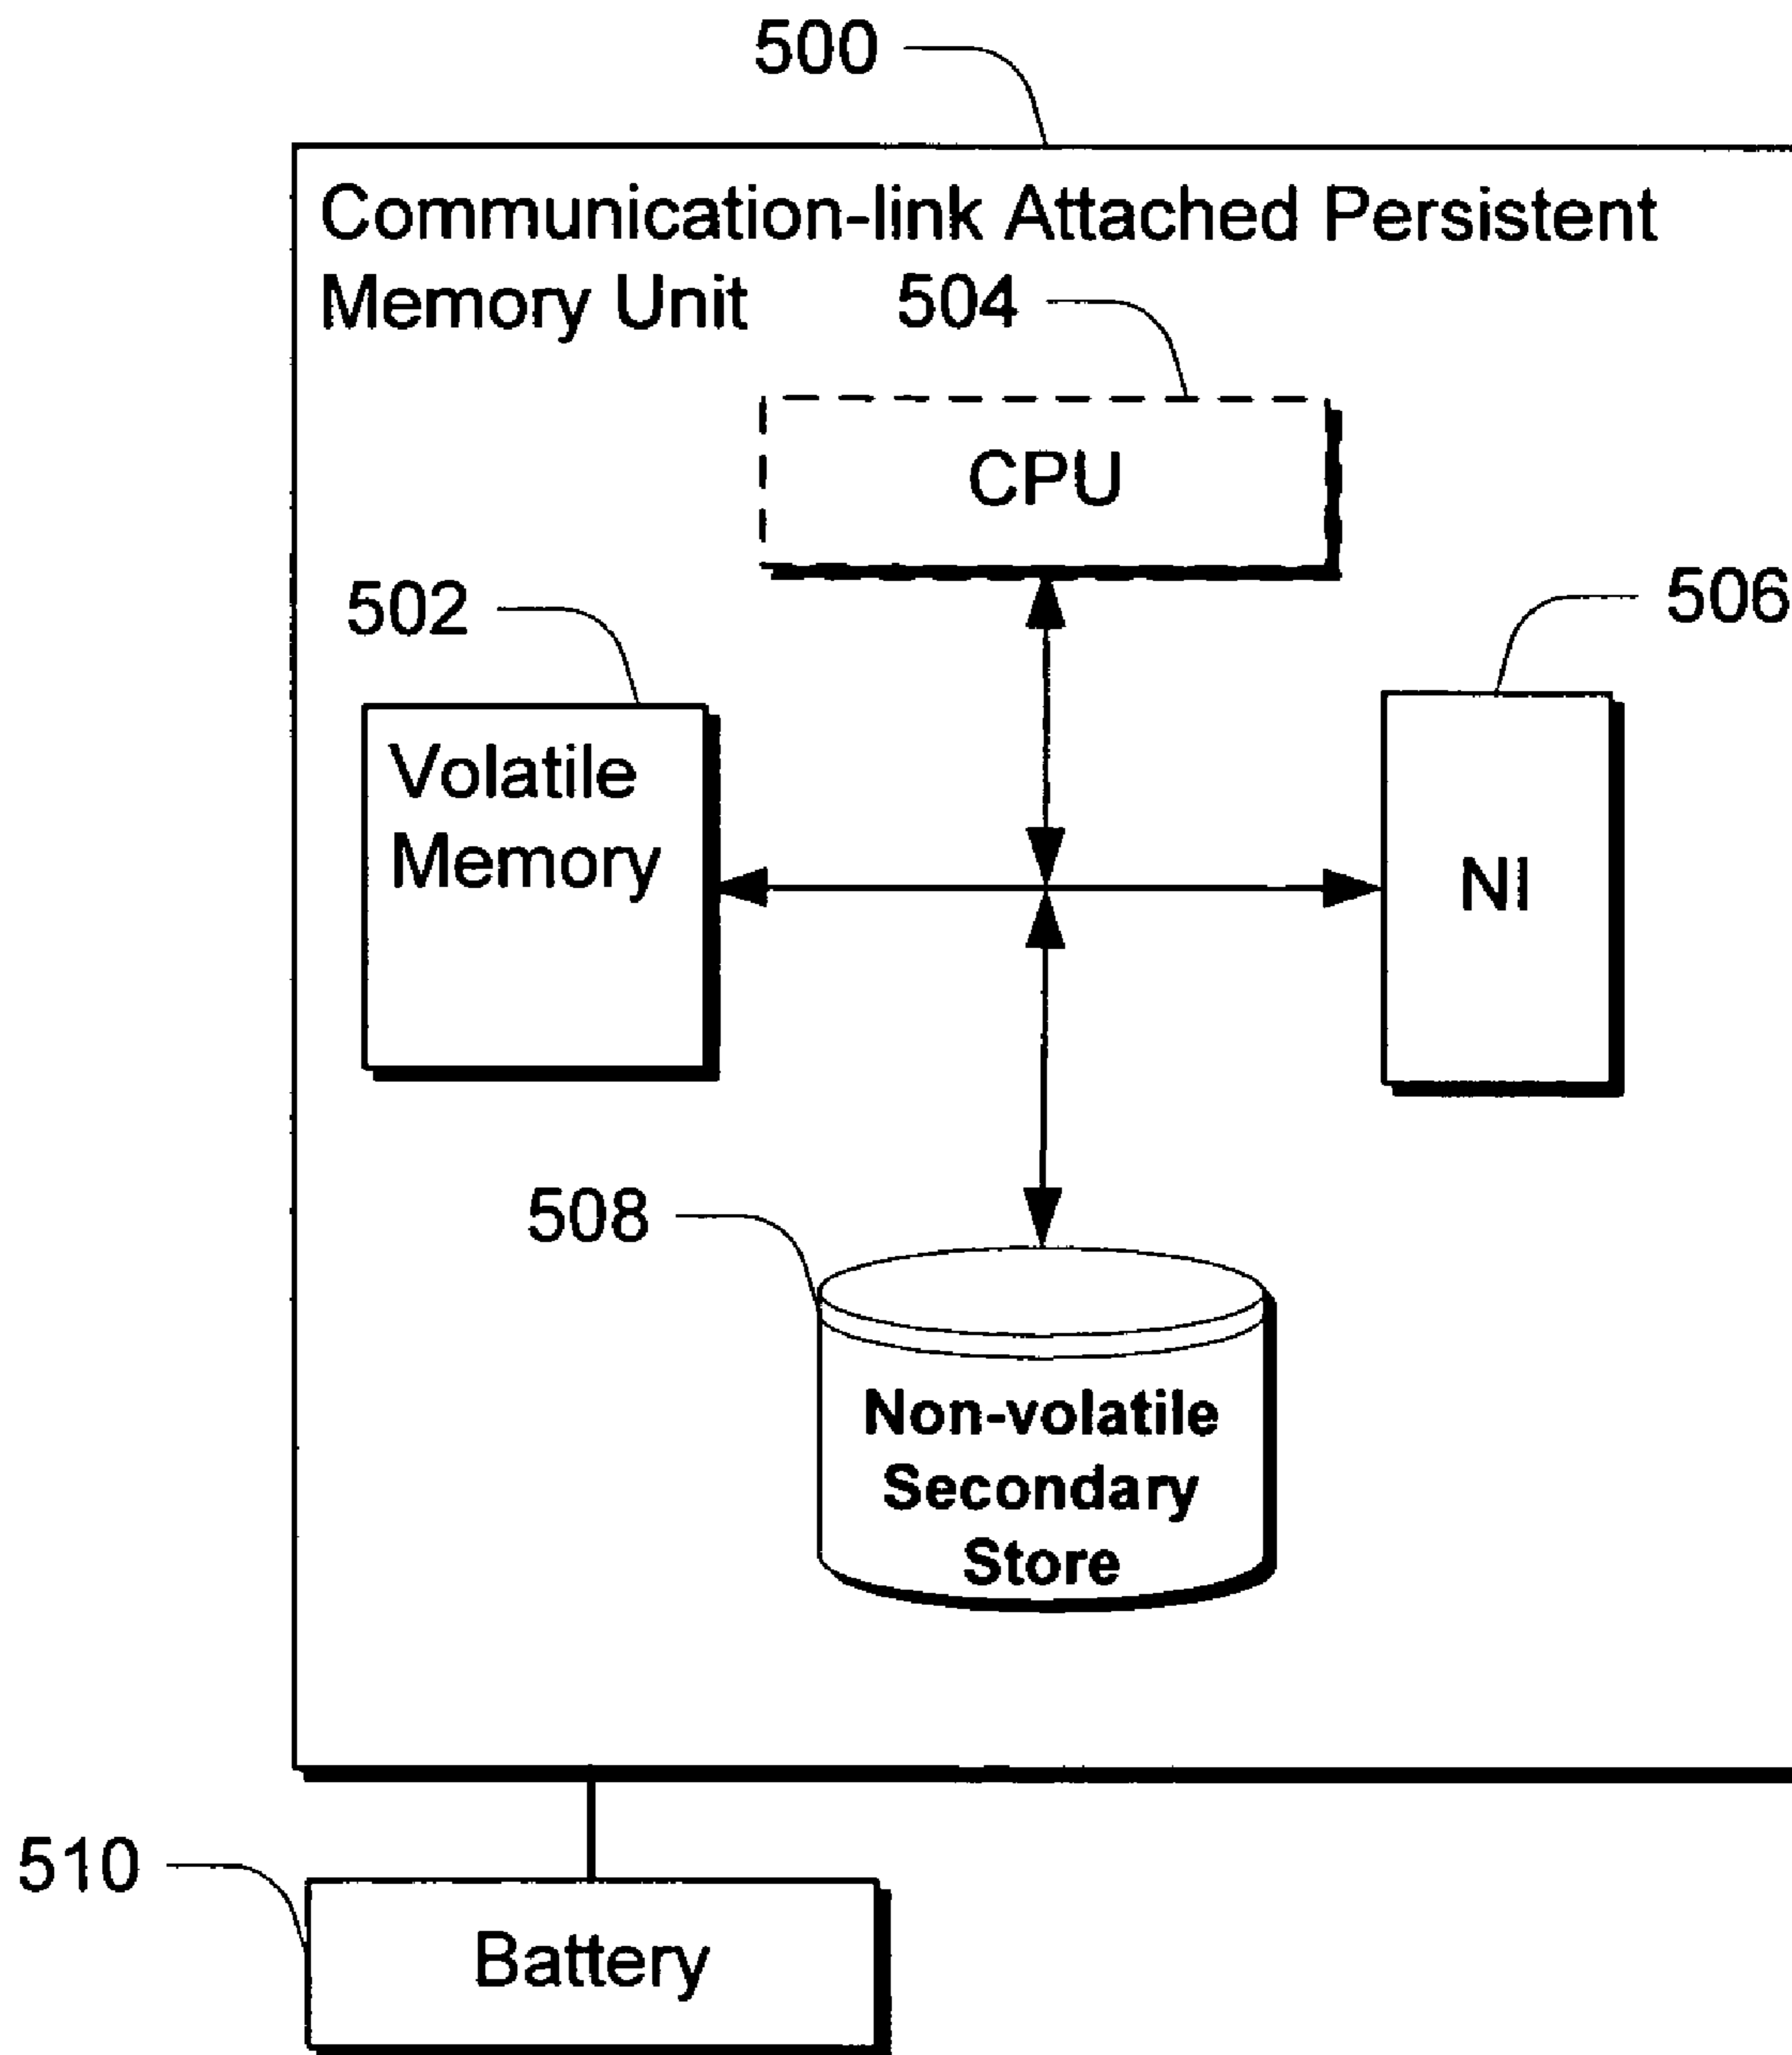 500
Communication-link Attached Persistent
Memory Unit
504
CPU
502
506
Volatile
Memory
NI
508
Non-volatile
Secondary
Store
510
Battery